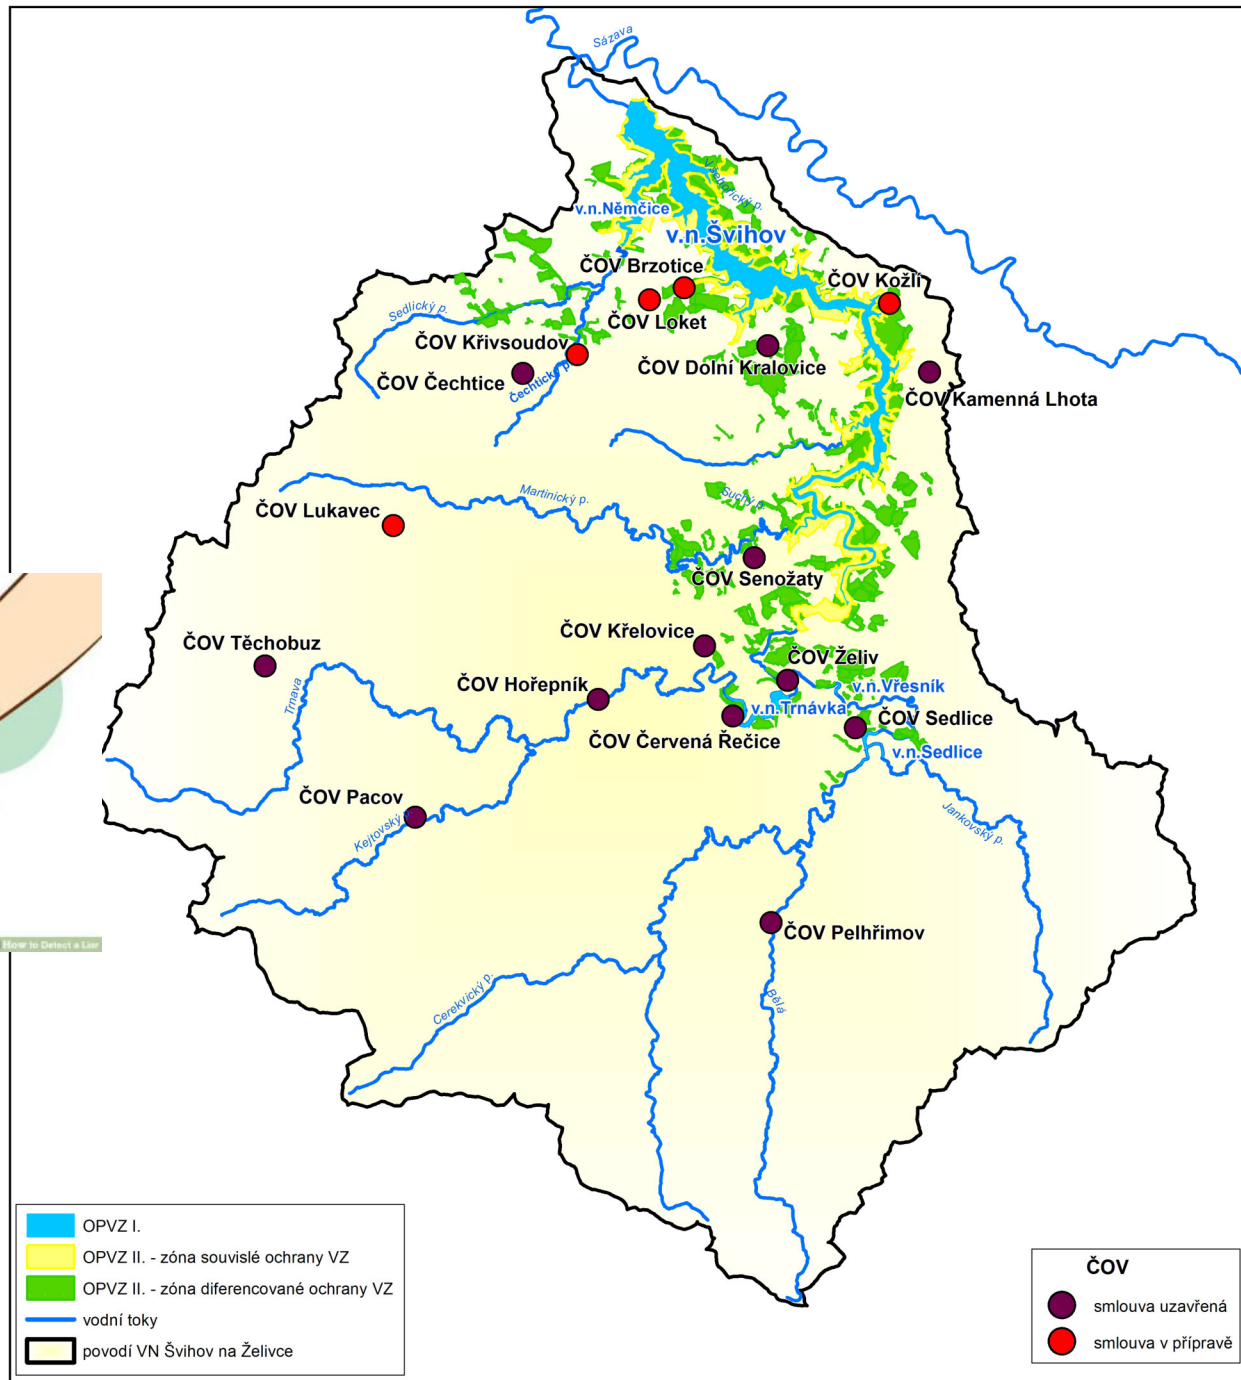 Sázava
Všebořický p.
v.n.Němčice
v.n.Švihov
ČOV Brzotice
ČOV Kožlí
Sedlický p.
ČOV Loket
ČOV Křivsoudov
ČOV Dolní Kralovice
ČOV Čechtice
Čechtický p.
ČOV Kamenná Lhota
Martinický p.
Suchý p.
ČOV Lukavec
ČOV Senožaty
ČOV Křelovice
ČOV Těchobuz
ČOV Želiv
ČOV Hořepník
v.n.Vřesník
Trnava
v.n.Trnávka
ČOV Sedlice
ČOV Červená Řečice
v.n.Sedlice
ČOV Pacov
Kejtovský p.
Jankovský p.
ČOV Pelhřimov
How to Detect a Liar
Cerekvický p.
Bělá
OPVZ I.
OPVZ II. - zóna souvislé ochrany VZ
OPVZ II. - zóna diferencované ochrany VZ
vodní toky
povodí VN Švihov na Želivce
ČOV
smlouva uzavřená
smlouva v přípravě